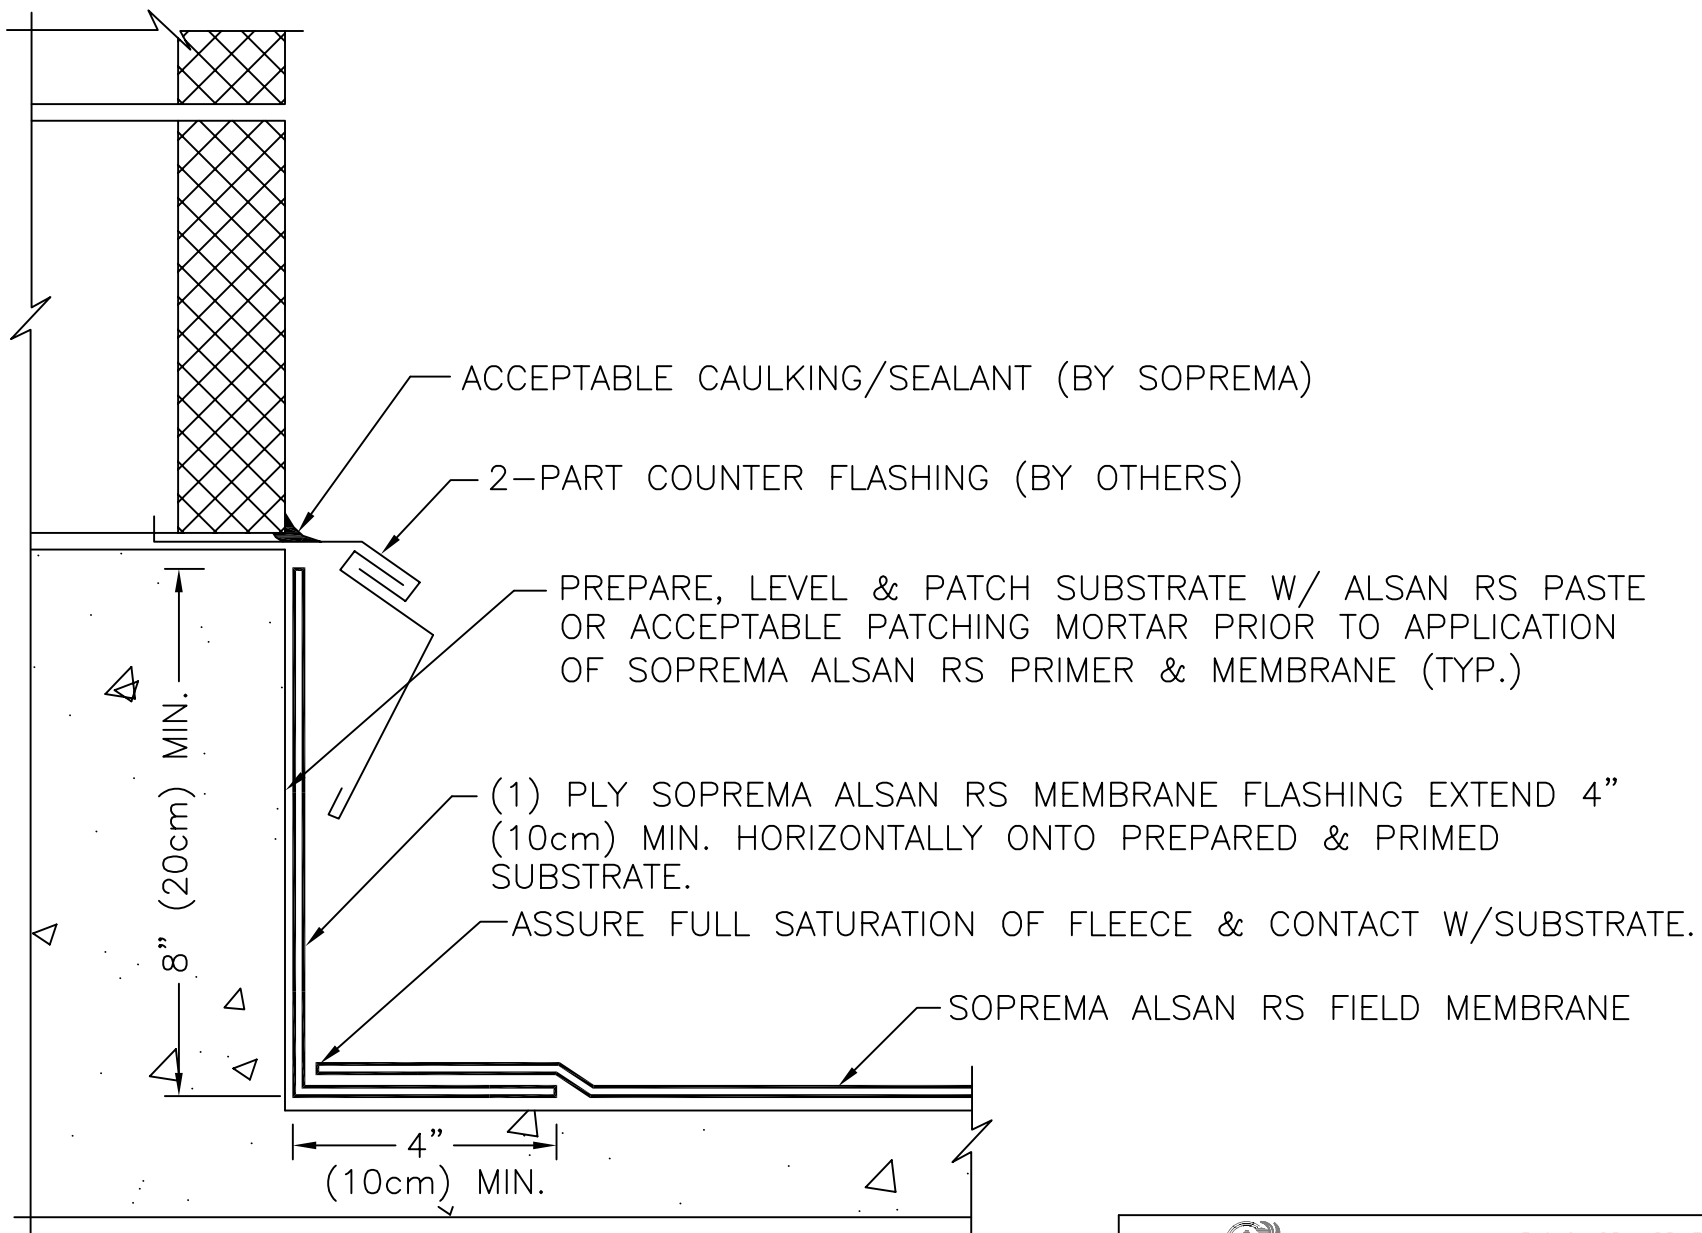 ACCEPTABLE CAULKING/SEALANT (BY SOPREMA)
2-PART COUNTER FLASHING (BY OTHERS)
PREPARE, LEVEL & PATCH SUBSTRATE W/ ALSAN RS PASTE
OR ACCEPTABLE PATCHING MORTAR PRIOR TO APPLICATION
OF SOPREMA ALSAN RS PRIMER & MEMBRANE (TYP.)
8" (20cm) MIN.
(1) PLY SOPREMA ALSAN RS MEMBRANE FLASHING EXTEND 4"
(10cm) MIN. HORIZONTALLY ONTO PREPARED & PRIMED
SUBSTRATE.
ASSURE FULL SATURATION OF FLEECE & CONTACT W/SUBSTRATE.
SOPREMA ALSAN RS FIELD MEMBRANE
4"
(10cm) MIN.